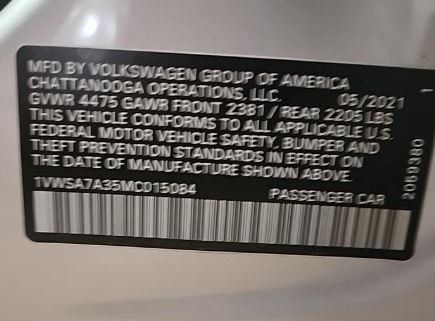 MFD BY VOLKSWAGEN GROUP OF AMERICA
CHATTANOOGA OPERATIONS, LLC. 05/2021
GVWR 4475 GAWR FRONT 2381 / REAR 2205 LBS
THIS VEHICLE CONFORMS TO ALL APPLICABLE U.S.
FEDERAL MOTOR VEHICLE SAFETY, BUMPER AND
THEFT PREVENTION STANDARDS IN EFFECT ON
DATE OF MANUFACTURE SHOWN ABOVE.
1VWSA7A35MC015084 PASSENGER CAR
2099380 1